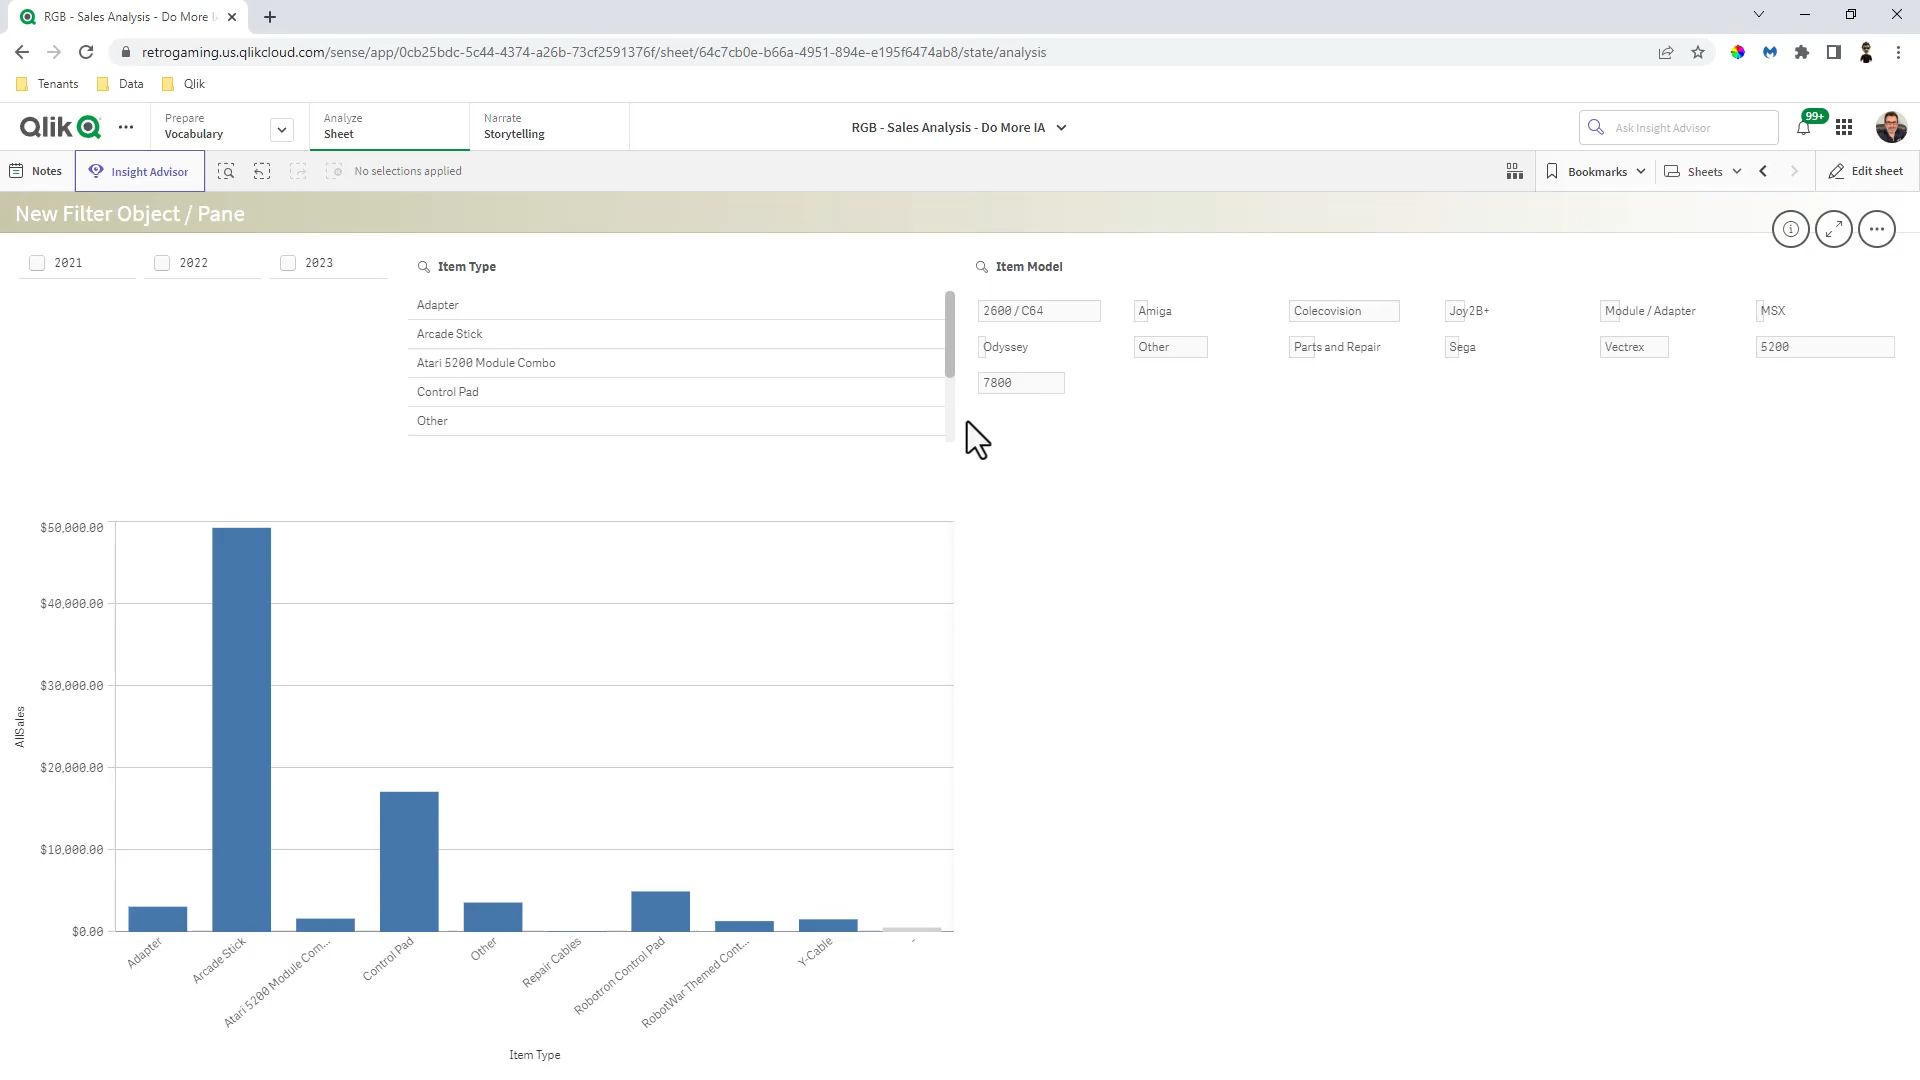 RGB - Sales Analysis - Do More I
retrogaming.us.qlikcloud.com/sense/app/0cb25bdc-5c44-4374-a26b-73cf2591376f/sheet/64c7cb0e-b66a-4951-894e-e195f6474ab8/state/analysis
Tenants Data Qlik
Qlik
Prepare
Vocabulary
Analyze
Sheet
Narrate
Storytelling
RGB - Sales Analysis - Do More IA
Ask Insight Advisor
99+
Notes
Insight Advisor
No selections applied
Bookmarks
Sheets
Edit sheet
New Filter Object / Pane
2021 2022 2023
Item Type
Adapter
Arcade Stick
Atari 5200 Module Combo
Control Pad
Other
Item Model
2600 / C64 Amiga Colecovision Joy2B+ Module / Adapter MSX
Odyssey Other Parts and Repair Sega Vectrex 5200
7800
AllSales
$50,000.00
$40,000.00
$30,000.00
$20,000.00
$10,000.00
$0.00
Adapter
Arcade Stick
Atari 5200 Module Com...
Control Pad
Other
Repair Cables
Robotron Control Pad
RobotWar Themed Cont...
Y-Cable
-
Item Type